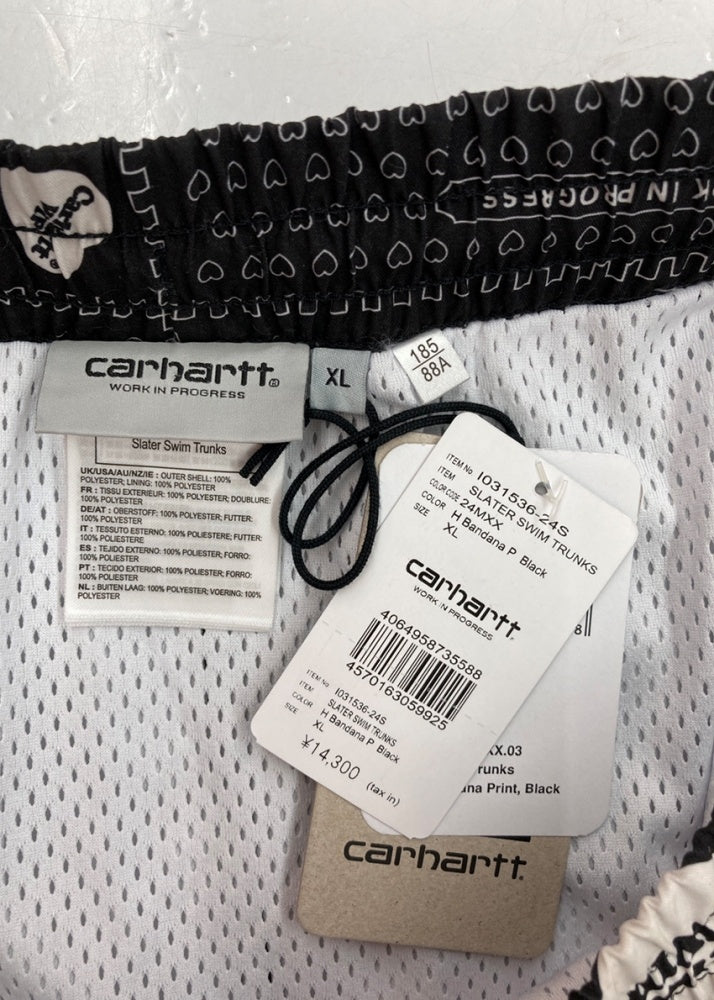 Carhartt
WIP
K IN PROGRESS
carhartt
WORK IN PROGRESS
XL
185
88A
Slater Swim Trunks
UK/USA/AU/NZ/IE : OUTER SHELL: 100%
POLYESTER; LINING: 100% POLYESTER
FR : TISSU EXTERIEUR: 100% POLYESTER; DOUBLURE:
100% POLYESTER
DE/AT : OBERSTOFF: 100% POLYESTER; FUTTER:
100% POLYESTER
IT : TESSUTO ESTERNO: 100% POLIESTERE; FUTTER:
100% POLIESTERE
ES : TEJIDO EXTERNO: 100% POLIESTER; FORRO:
100% POLIESTER
PT : TECIDO EXTERIOR: 100% POLIESTER; FORRO:
100% POLIESTER
NL : BUITEN LAAG: 100% POLYESTER; VOERING: 100%
POLYESTER
ITEM No I031536-24S
ITEM SLATER SWIM TRUNKS
COLOR CODE 24MXX
COLOR H Bandana P Black
SIZE XL
carhartt
WORK IN PROGRESS
4064958735588
4570163059925
ITEM No I031536-24S
ITEM SLATER SWIM TRUNKS
COLOR H Bandana P Black
SIZE XL
¥14,300 (tax in)
8
XX.03
runks
ana Print, Black
carhartt